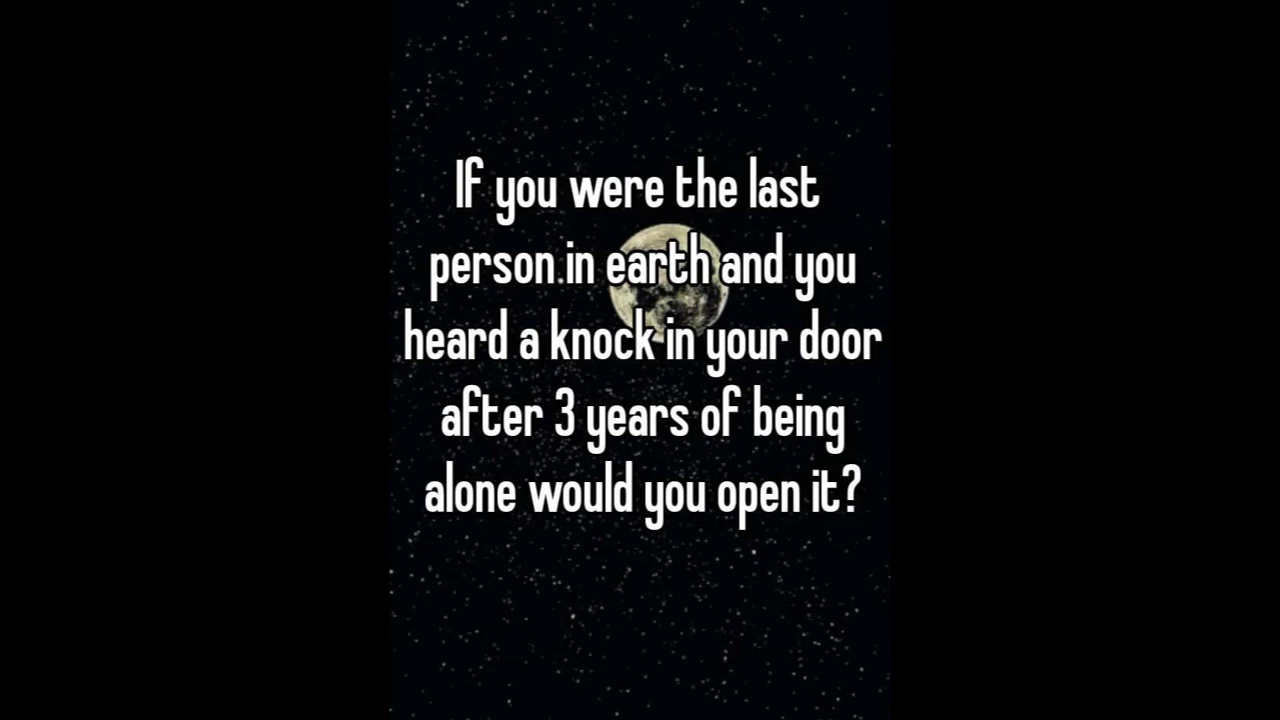 If you were the last
person in earth and you
heard a knock in your door
after 3 years of being
alone would you open it?